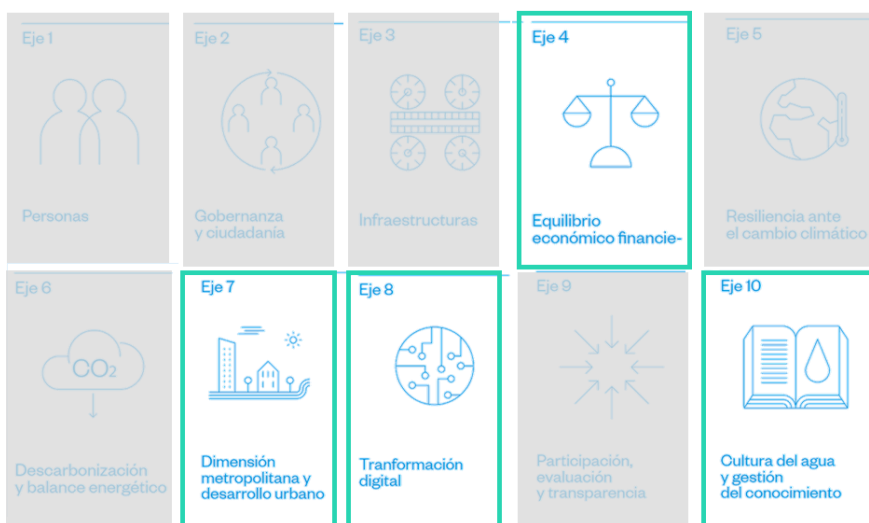 Eje 1
Personas
Eje 2
Gobernanza
y ciudadanía
Eje 3
Infraestructuras
Eje 4
Equilibrio
económico financie-
Eje 5
Resiliencia ante
el cambio climático
Eje 6
CO2
Descarbonización
y balance energético
Eje 7
Dimensión
metropolitana y
desarrollo urbano
Eje 8
Tranformación
digital
Eje 9
Participación,
evaluación
y transparencia
Eje 10
Cultura del agua
y gestión
del conocimiento